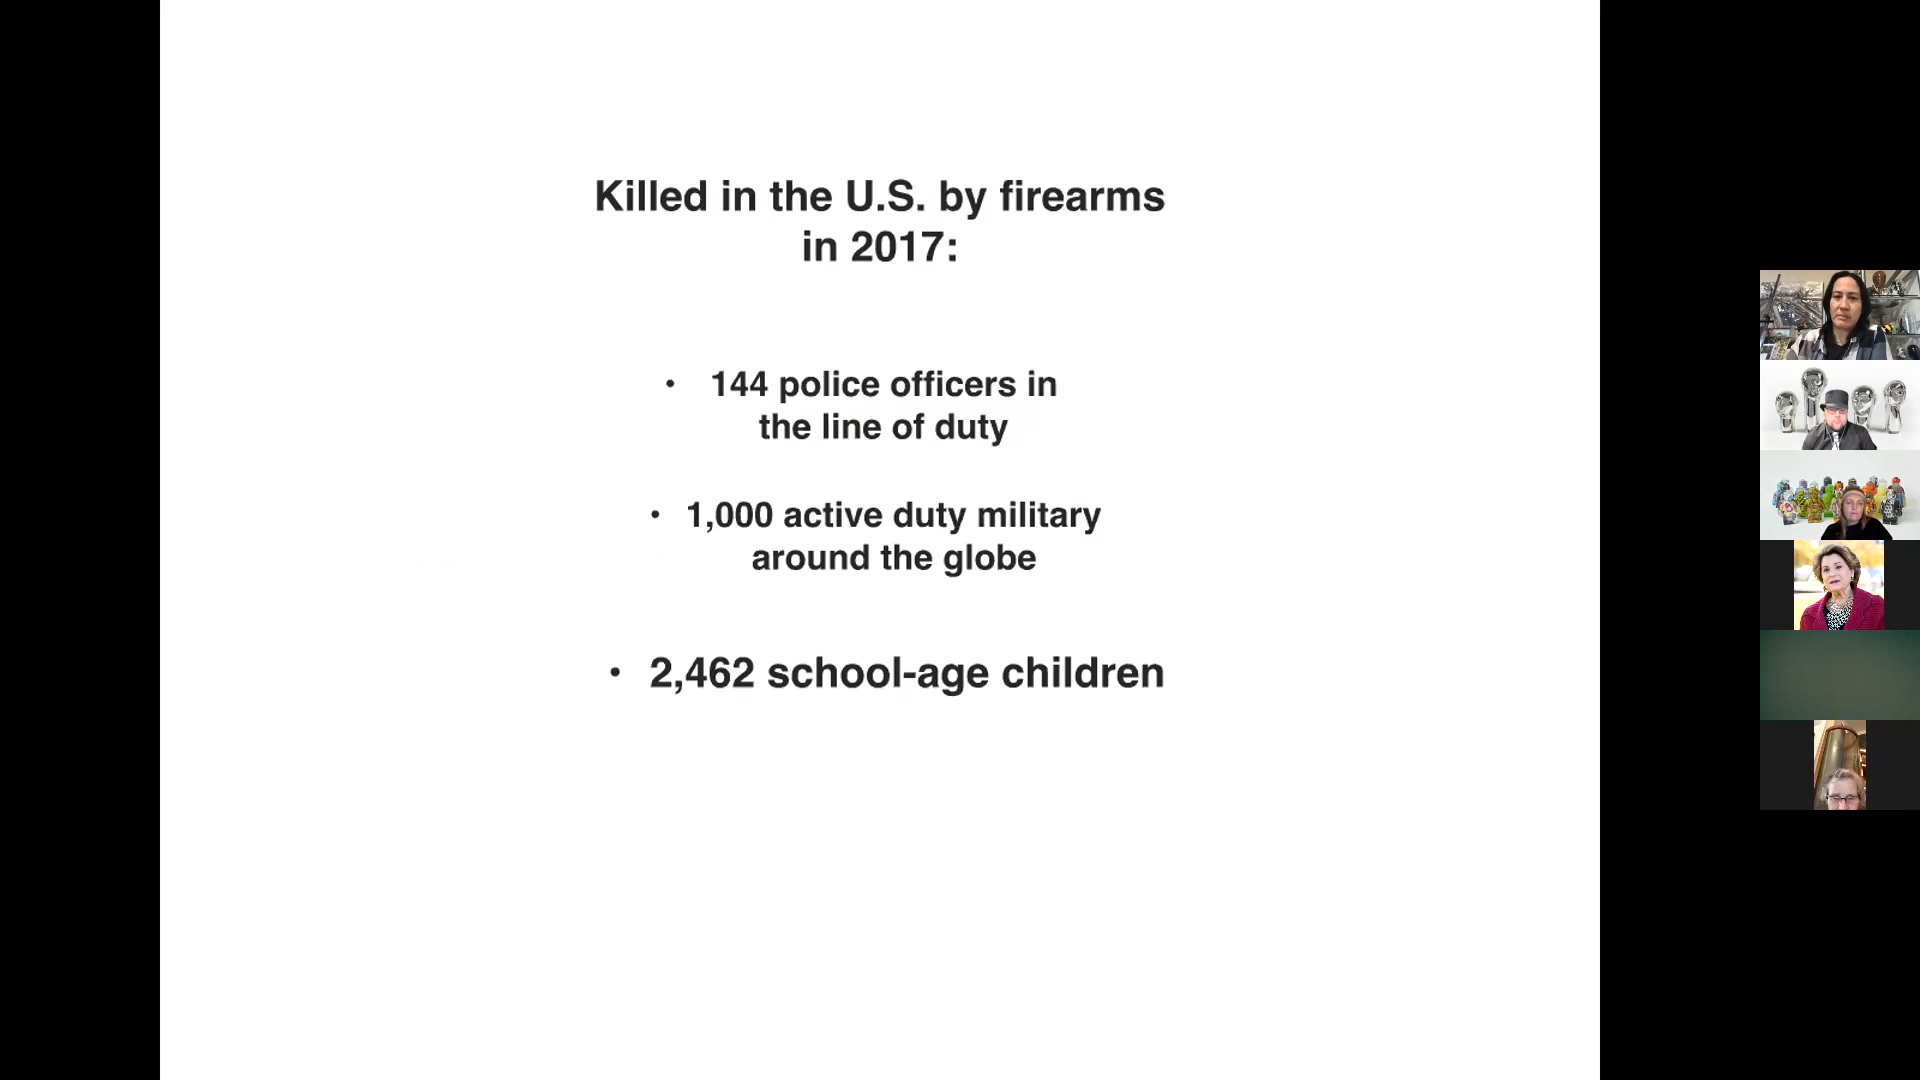 Killed in the U.S. by firearms
in 2017:
• 144 police officers in
the line of duty
• 1,000 active duty military
around the globe
• 2,462 school-age children